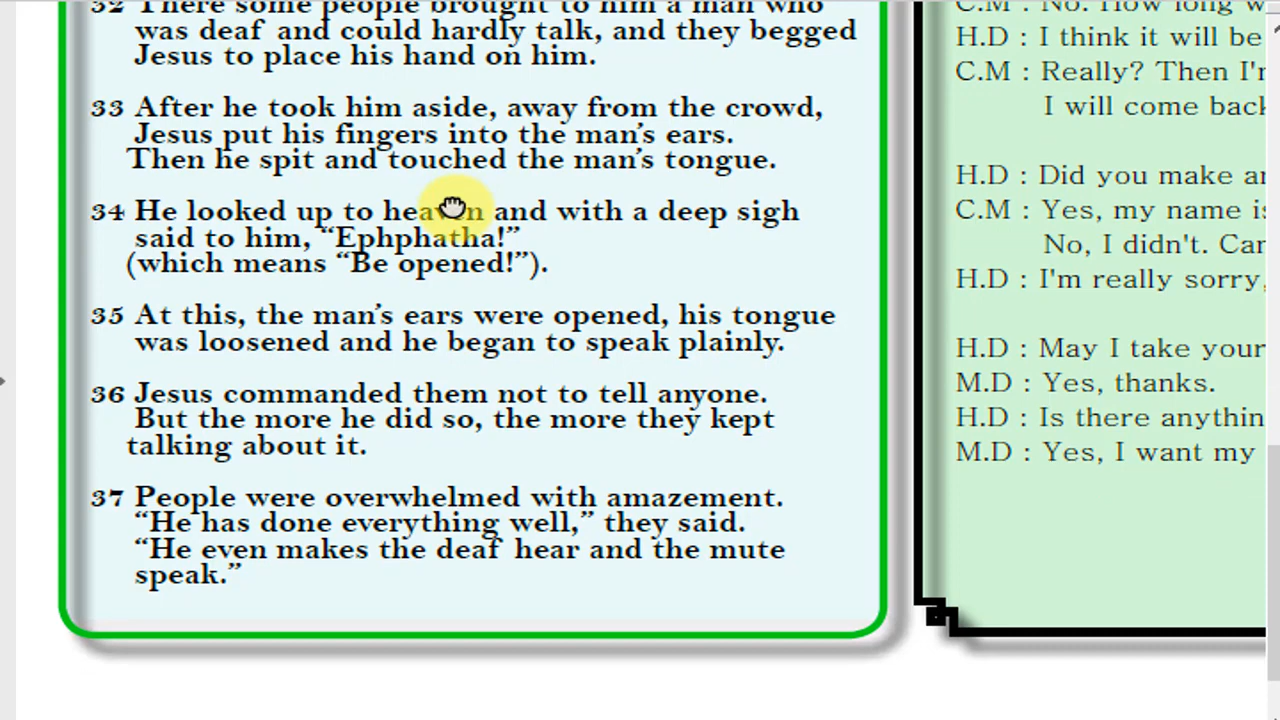 32 There some people brought to him a man who
was deaf and could hardly talk, and they begged
Jesus to place his hand on him.
33 After he took him aside, away from the crowd,
Jesus put his fingers into the man's ears.
Then he spit and touched the man's tongue.
34 He looked up to heaven and with a deep sigh
said to him, “Ephphatha!”
(which means “Be opened!”).
35 At this, the man's ears were opened, his tongue
was loosened and he began to speak plainly.
36 Jesus commanded them not to tell anyone.
But the more he did so, the more they kept
talking about it.
37 People were overwhelmed with amazement.
“He has done everything well,” they said.
“He even makes the deaf hear and the mute
speak.”
C.M : No. How long
H.D : I think it will be
C.M : Really? Then
I will come back
H.D : Did you make
C.M : Yes, my name
No, I didn't.
H.D : I'm really sorry,
H.D : May I take your
M.D : Yes, thanks.
H.D : Is there
M.D : Yes, I want my